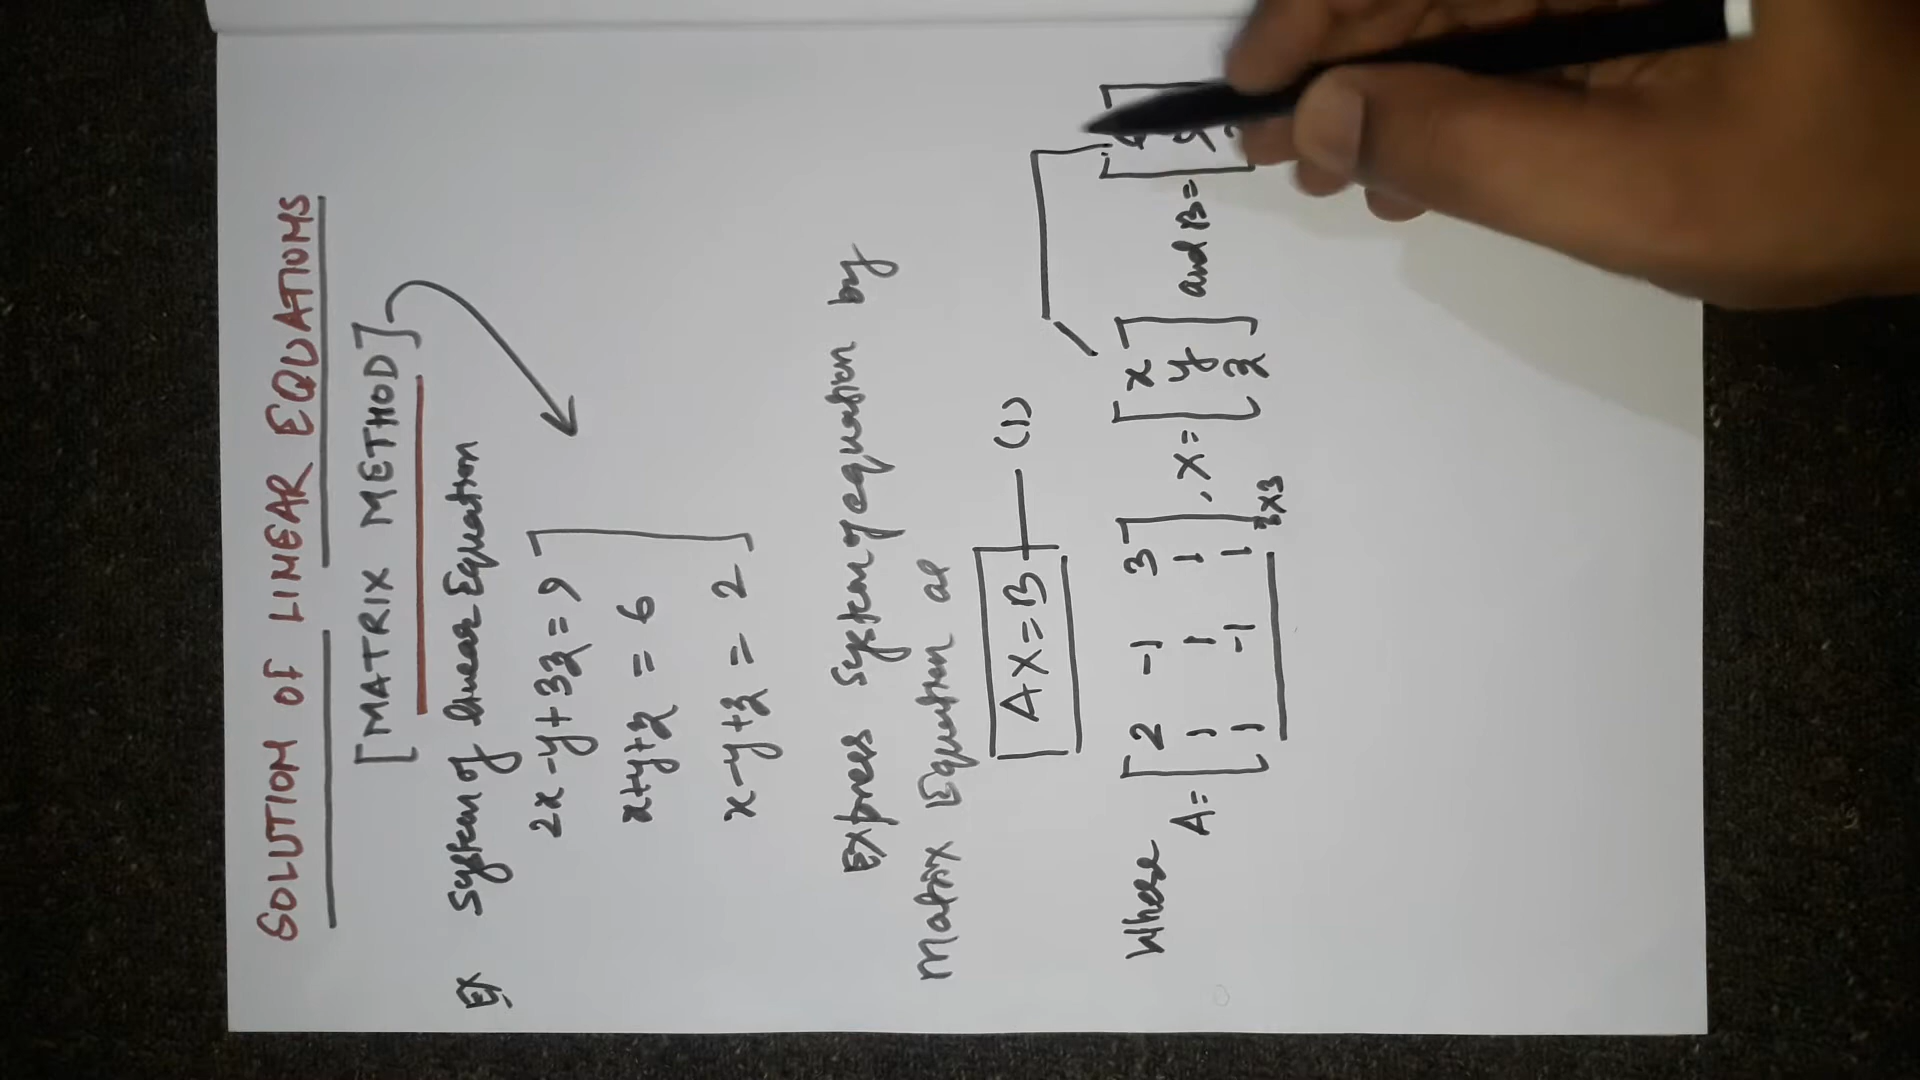 SOLUTION OF LINEAR EQUATIONS
[MATRIX METHOD]
EX System of linear Equation
2x-y+3z=9
x+y+z = 6
x-y+z = 2
Express System of equation by
matrix Equation as
AX=B — (1)
Where
A= [2 -1 3
1 1 1
1 -1 1] 3x3 , X= [x
y
z] and B= [9